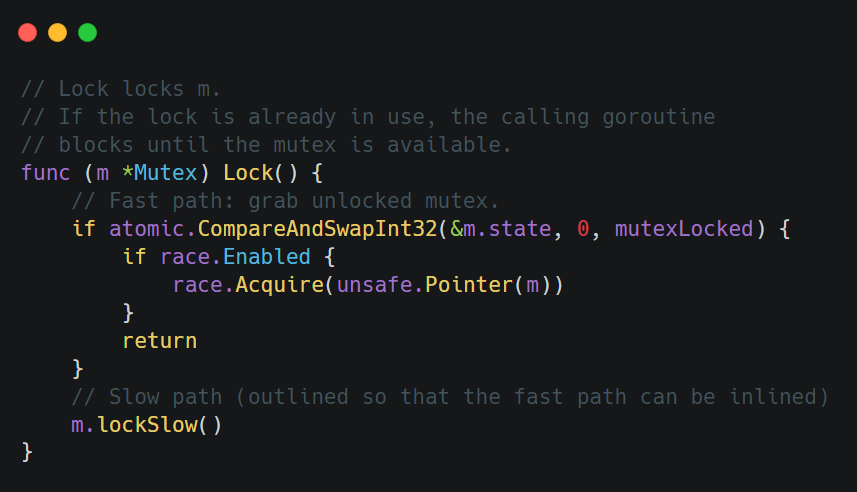 // Lock locks m.
// If the lock is already in use, the calling goroutine
// blocks until the mutex is available.
func (m *Mutex) Lock() {
    // Fast path: grab unlocked mutex.
    if atomic.CompareAndSwapInt32(&m.state, 0, mutexLocked) {
        if race.Enabled {
            race.Acquire(unsafe.Pointer(m))
        }
        return
    }
    // Slow path (outlined so that the fast path can be inlined)
    m.lockSlow()
}